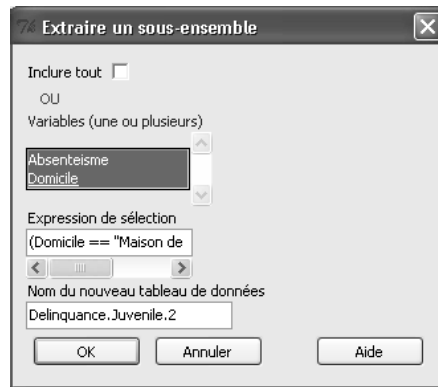 Extraire un sous-ensemble
Inclure tout
OU
Variables (une ou plusieurs)
Absenteisme
Domicile
Expression de sélection
(Domicile == "Maison de
Nom du nouveau tableau de données
Delinquance.Juvenile.2
OK Annuler Aide